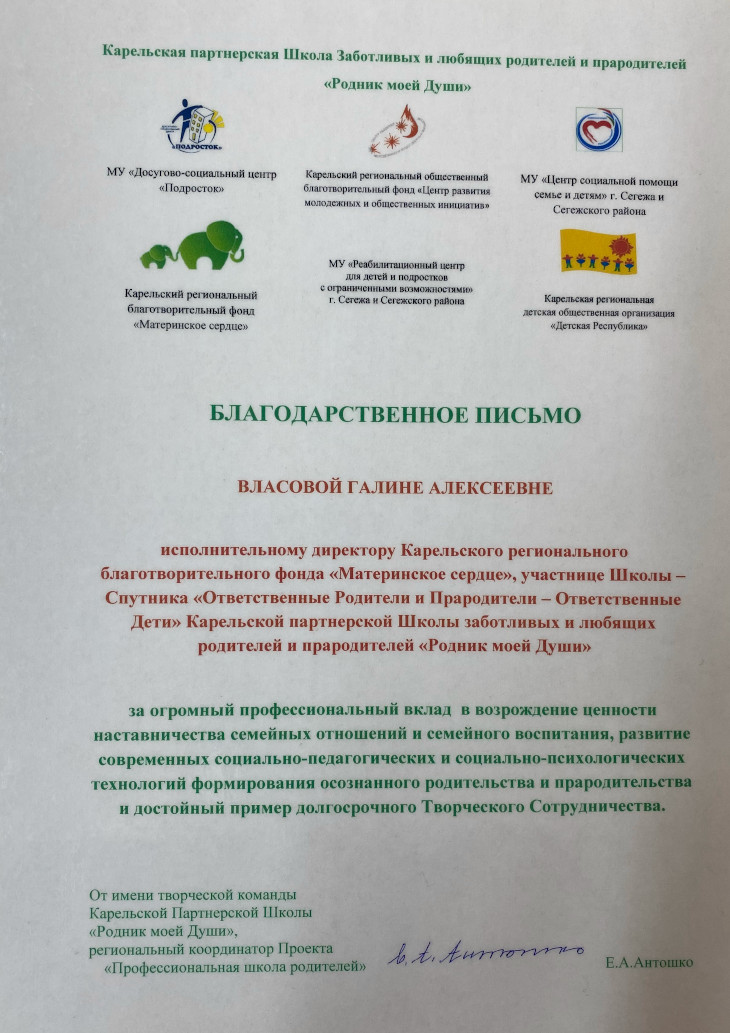 Карельская партнерская Школа Заботливых и любящих родителей и прародителей
«Родник моей Души»
«ПОДРОСТОК»
МУ «Досугово-социальный центр
«Подросток»
Карельский региональный общественный
благотворительный фонд «Центр развития
молодежных и общественных инициатив»
МУ «Центр социальной помощи
семье и детям» г. Сегежа и
Сегежского района
Карельский региональный
благотворительный фонд
«Материнское сердце»
МУ «Реабилитационный центр
для детей и подростков
с ограниченными возможностями»
г. Сегежа и Сегежского района
Карельская региональная
детская общественная организация
«Детская Республика»
БЛАГОДАРСТВЕННОЕ ПИСЬМО
ВЛАСОВОЙ ГАЛИНЕ АЛЕКСЕЕВНЕ
исполнительному директору Карельского регионального
благотворительного фонда «Материнское сердце», участнице Школы –
Спутника «Ответственные Родители и Прародители – Ответственные
Дети» Карельской партнерской Школы заботливых и любящих
родителей и прародителей «Родник моей Души»
за огромный профессиональный вклад в возрождение ценности
наставничества семейных отношений и семейного воспитания, развитие
современных социально-педагогических и социально-психологических
технологий формирования осознанного родительства и прародительства
и достойный пример долгосрочного Творческого Сотрудничества.
От имени творческой команды
Карельской Партнерской Школы
«Родник моей Души»,
региональный координатор Проекта
«Профессиональная школа родителей»
Е.А.Антошко